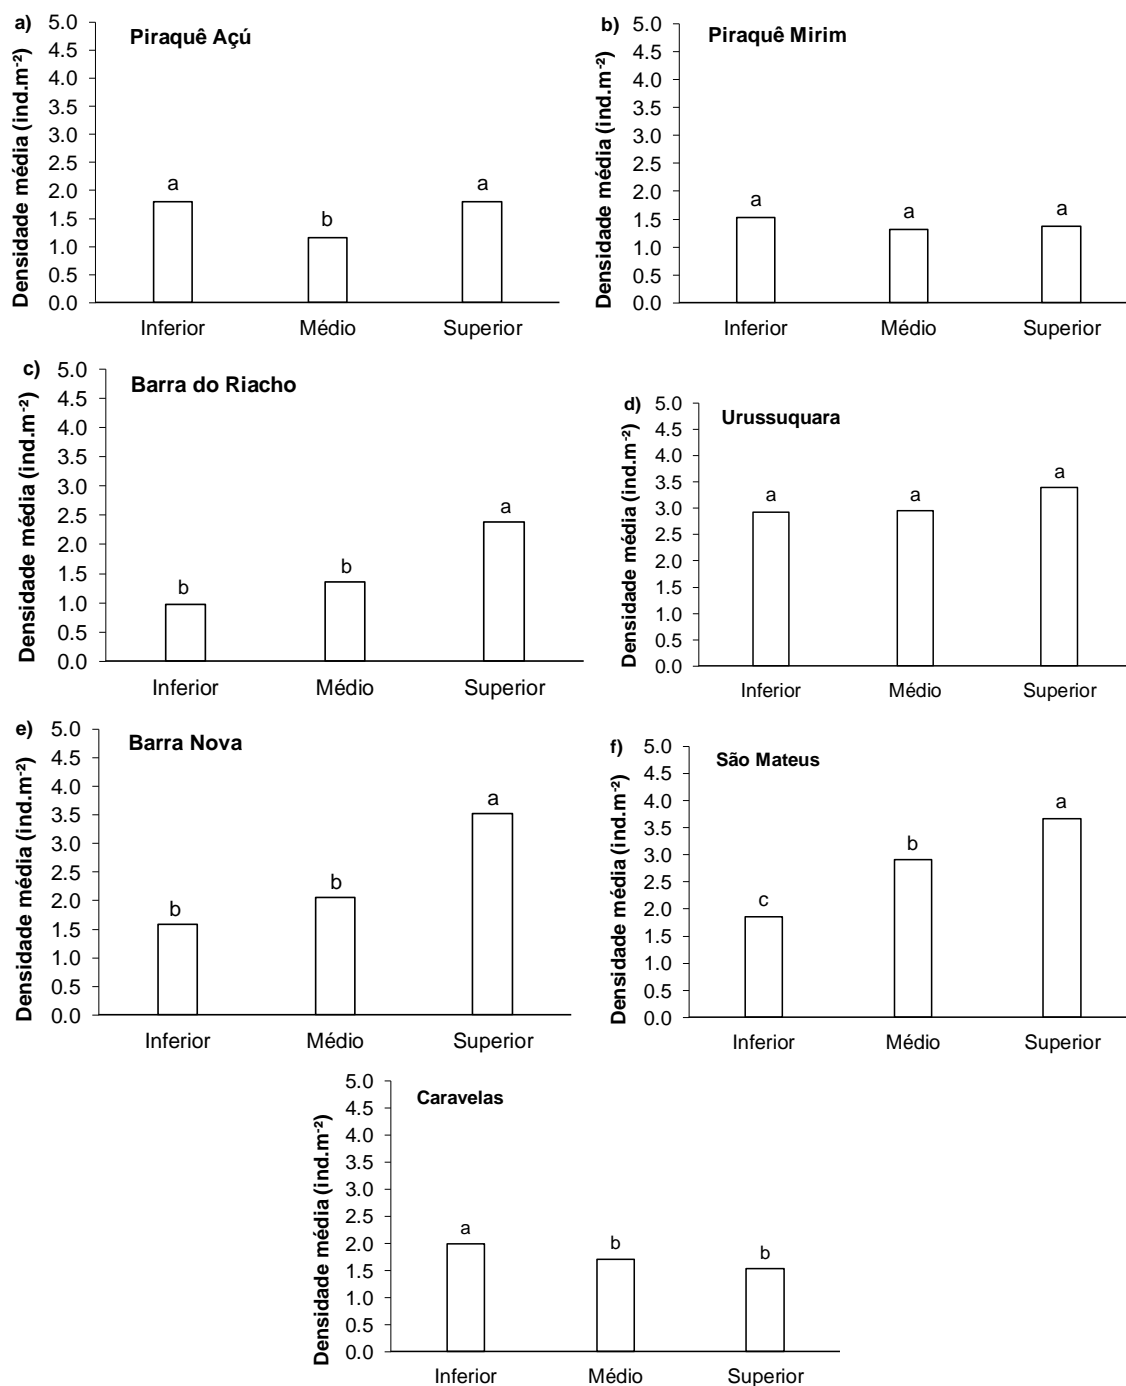 a)
Piraquê Açú
Densidade média (ind.m⁻²)
5.0
4.5
4.0
3.5
3.0
2.5
2.0
1.5
1.0
0.5
0.0
a
b
a
Inferior Médio Superior
b)
Piraquê Mirim
Densidade média (ind.m⁻²)
5.0
4.5
4.0
3.5
3.0
2.5
2.0
1.5
1.0
0.5
0.0
a
a
a
Inferior Médio Superior
c)
Barra do Riacho
Densidade média (ind.m⁻²)
5.0
4.5
4.0
3.5
3.0
2.5
2.0
1.5
1.0
0.5
0.0
b
b
a
Inferior Médio Superior
d)
Urussuquara
Densidade média (ind.m⁻²)
5.0
4.5
4.0
3.5
3.0
2.5
2.0
1.5
1.0
0.5
0.0
a
a
a
Inferior Médio Superior
e)
Barra Nova
Densidade média (ind.m⁻²)
5.0
4.5
4.0
3.5
3.0
2.5
2.0
1.5
1.0
0.5
0.0
b
b
a
Inferior Médio Superior
f)
São Mateus
Densidade média (ind.m⁻²)
5.0
4.5
4.0
3.5
3.0
2.5
2.0
1.5
1.0
0.5
0.0
c
b
a
Inferior Médio Superior
Caravelas
Densidade média (ind.m⁻²)
5.0
4.5
4.0
3.5
3.0
2.5
2.0
1.5
1.0
0.5
0.0
a
b
b
Inferior Médio Superior